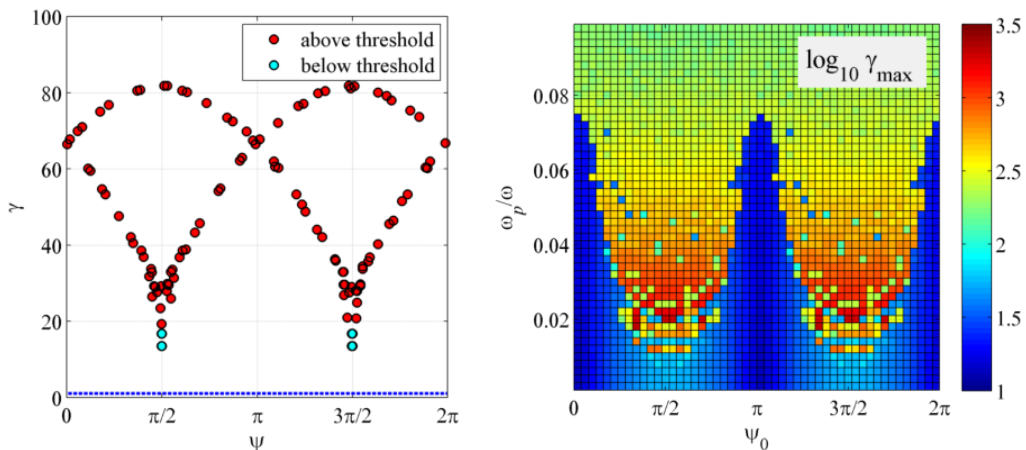 100
80
60
40
20
0
γ
0
π/2
π
3π/2
2π
ψ
above threshold
below threshold
0.08
0.06
0.04
0.02
ωp/ω
0
π/2
π
3π/2
2π
ψ0
log10 γmax
3.5
3
2.5
2
1.5
1